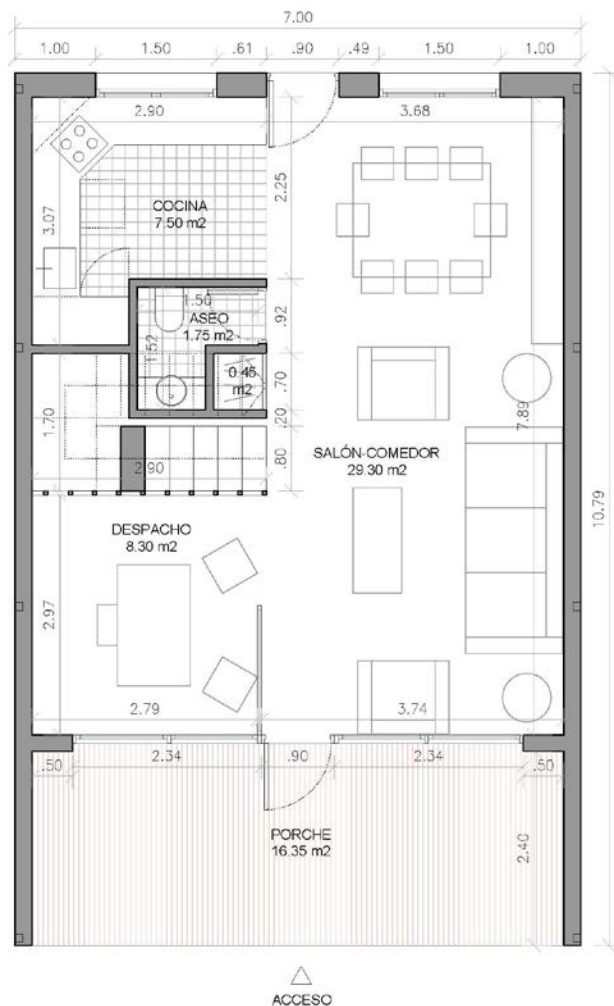 7.00
1.00 1.50 .61 .90 .49 1.50 1.00
2.90 3.68
COCINA
7.50 m2
3.07
2.25
1.50
ASEO
1.75 m2
1.52
.92
0.45
m2
.70
.20
1.70
2.90
.80
SALÓN-COMEDOR
29.30 m2
7.89
10.79
DESPACHO
8.30 m2
2.97
2.79 3.74
.50 2.34 .90 2.34 .50
PORCHE
16.35 m2
2.40
ACCESO